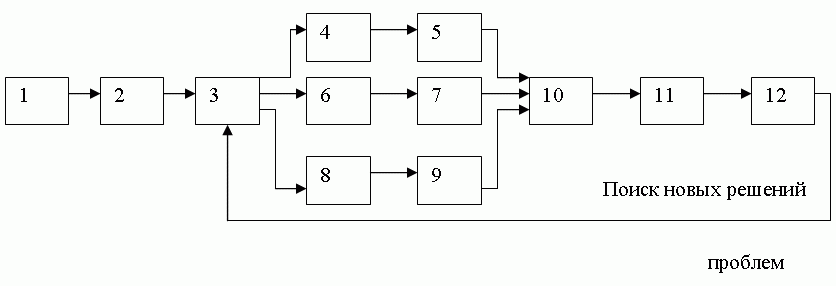 4 5
1 2 3 6 7 10 11 12
8 9
Поиск новых решений
проблем